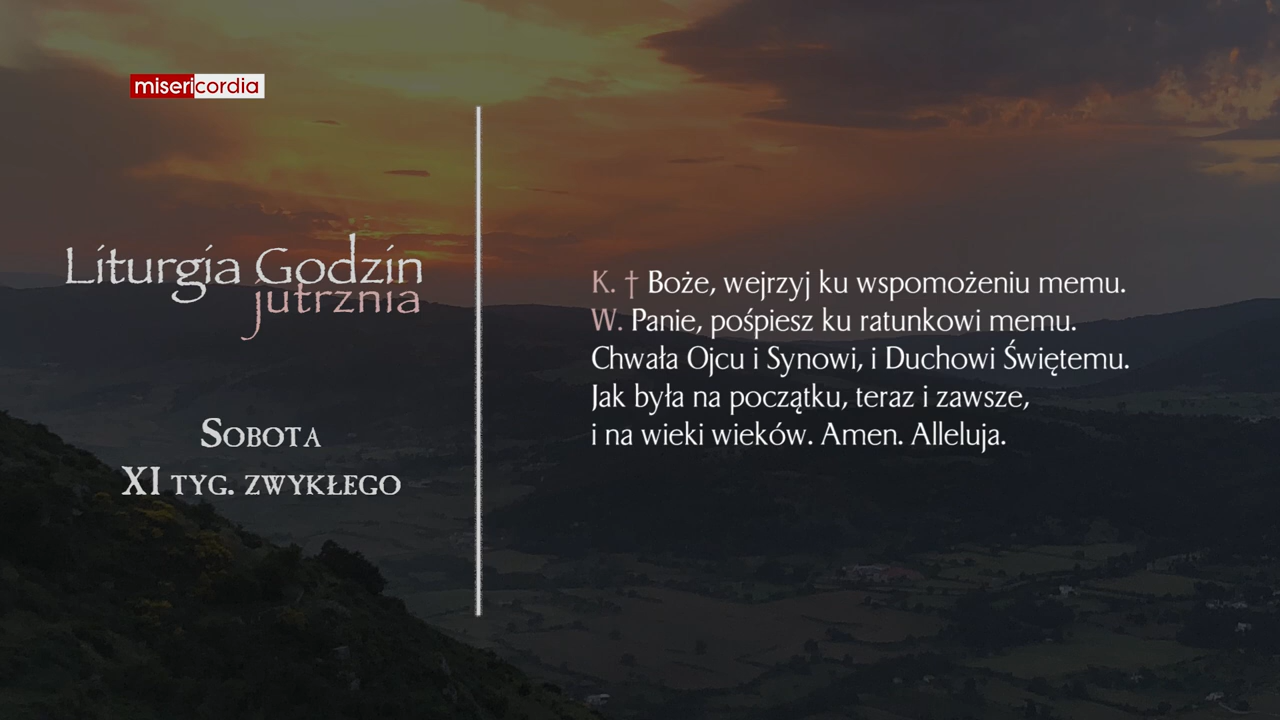 misericordia
Liturgia Godzin
jutrznia
Sobota
XI tyg. zwykłego
K. † Boże, wejrzyj ku wspomożeniu memu.
W. Panie, pośpiesz ku ratunkowi memu.
Chwała Ojcu i Synowi, i Duchowi Świętemu.
Jak była na początku, teraz i zawsze,
i na wieki wieków. Amen. Alleluja.